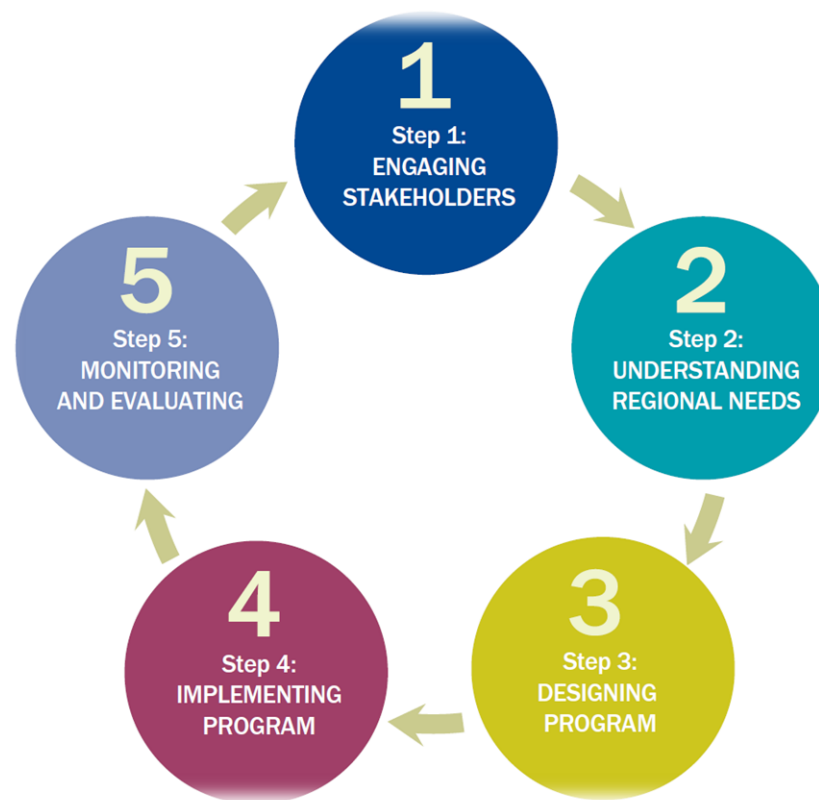 1
Step 1:
ENGAGING
STAKEHOLDERS
2
Step 2:
UNDERSTANDING
REGIONAL NEEDS
3
Step 3:
DESIGNING
PROGRAM
4
Step 4:
IMPLEMENTING
PROGRAM
5
Step 5:
MONITORING
AND EVALUATING